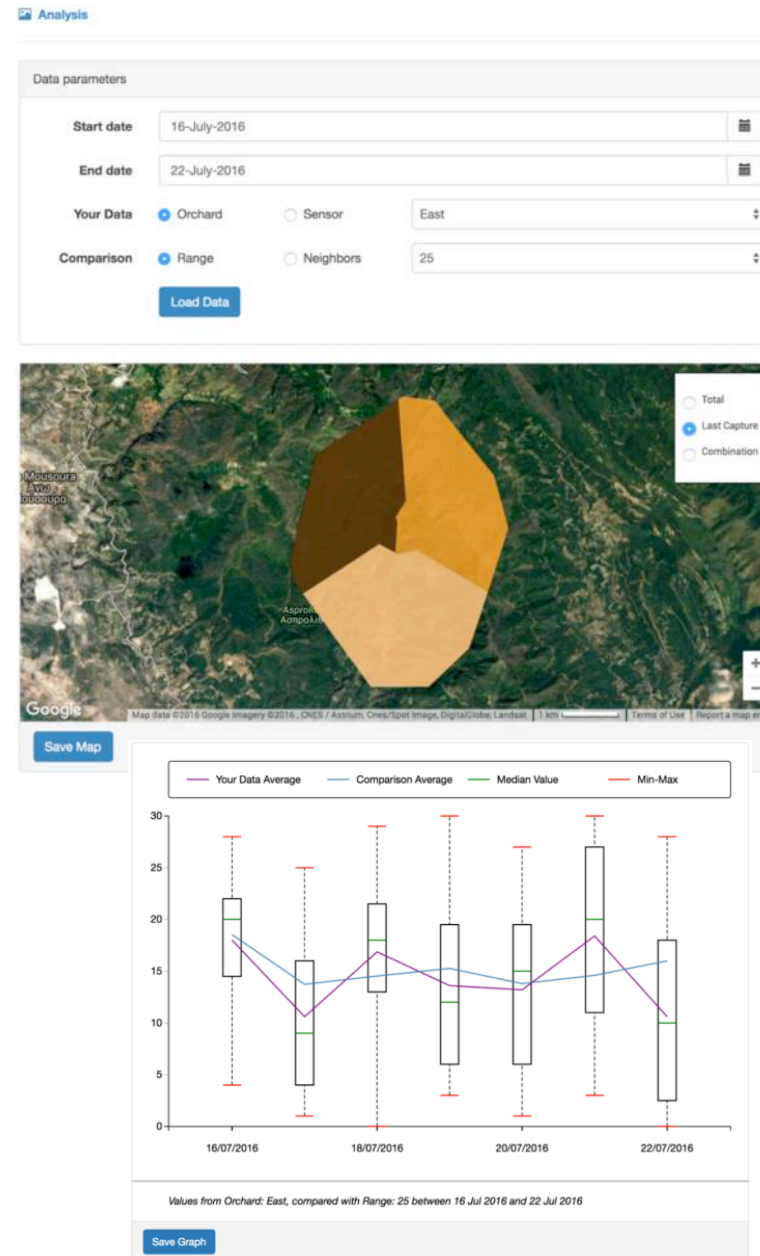 Analysis
Data parameters
Start date 16-July-2016
End date 22-July-2016
Your Data Orchard Sensor East
Comparison Range Neighbors 25
Load Data
Total
Last Capture
Combination
Mousoura
Google
Map data ©2016 Google Imagery ©2016 , CNES / Astrium, Cnes/Spot Image, DigitalGlobe, Landsat 1 km Terms of Use Report a map
Save Map
Your Data Average Comparison Average Median Value Min-Max
30
25
20
15
10
5
0
16/07/2016 18/07/2016 20/07/2016 22/07/2016
Values from Orchard: East, compared with Range: 25 between 16 Jul 2016 and 22 Jul 2016
Save Graph